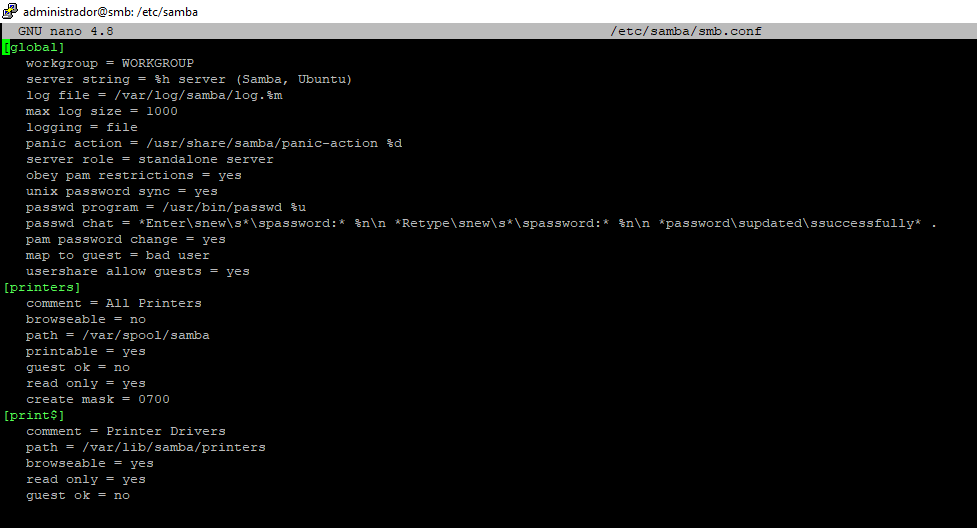 administrador@smb: /etc/samba
GNU nano 4.8 /etc/samba/smb.conf
[global]
workgroup = WORKGROUP
server string = %h server (Samba, Ubuntu)
log file = /var/log/samba/log.%m
max log size = 1000
logging = file
panic action = /usr/share/samba/panic-action %d
server role = standalone server
obey pam restrictions = yes
unix password sync = yes
passwd program = /usr/bin/passwd %u
passwd chat = *Enter\snew\s*\spassword:* %n\n *Retype\snew\s*\spassword:* %n\n *password\supdated\ssuccessfully* .
pam password change = yes
map to guest = bad user
usershare allow guests = yes
[printers]
comment = All Printers
browseable = no
path = /var/spool/samba
printable = yes
guest ok = no
read only = yes
create mask = 0700
[print$]
comment = Printer Drivers
path = /var/lib/samba/printers
browseable = yes
read only = yes
guest ok = no